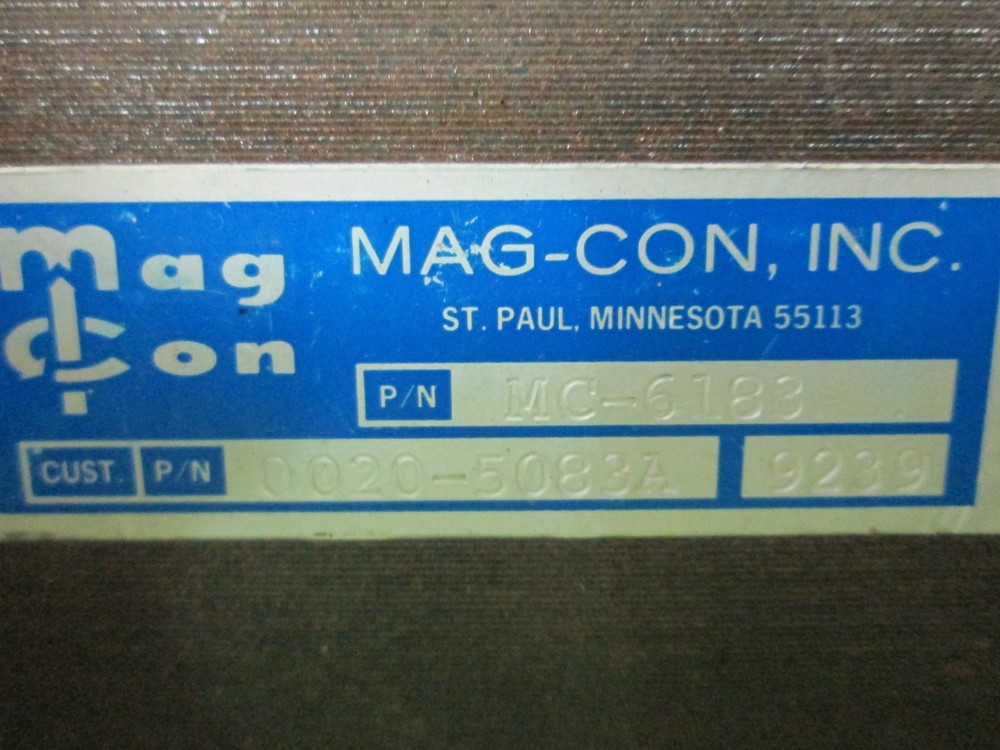 mag
Con
MAG-CON, INC.
ST. PAUL, MINNESOTA 55113
P/N MC-6183
CUST. P/N 0020-5083A 9239